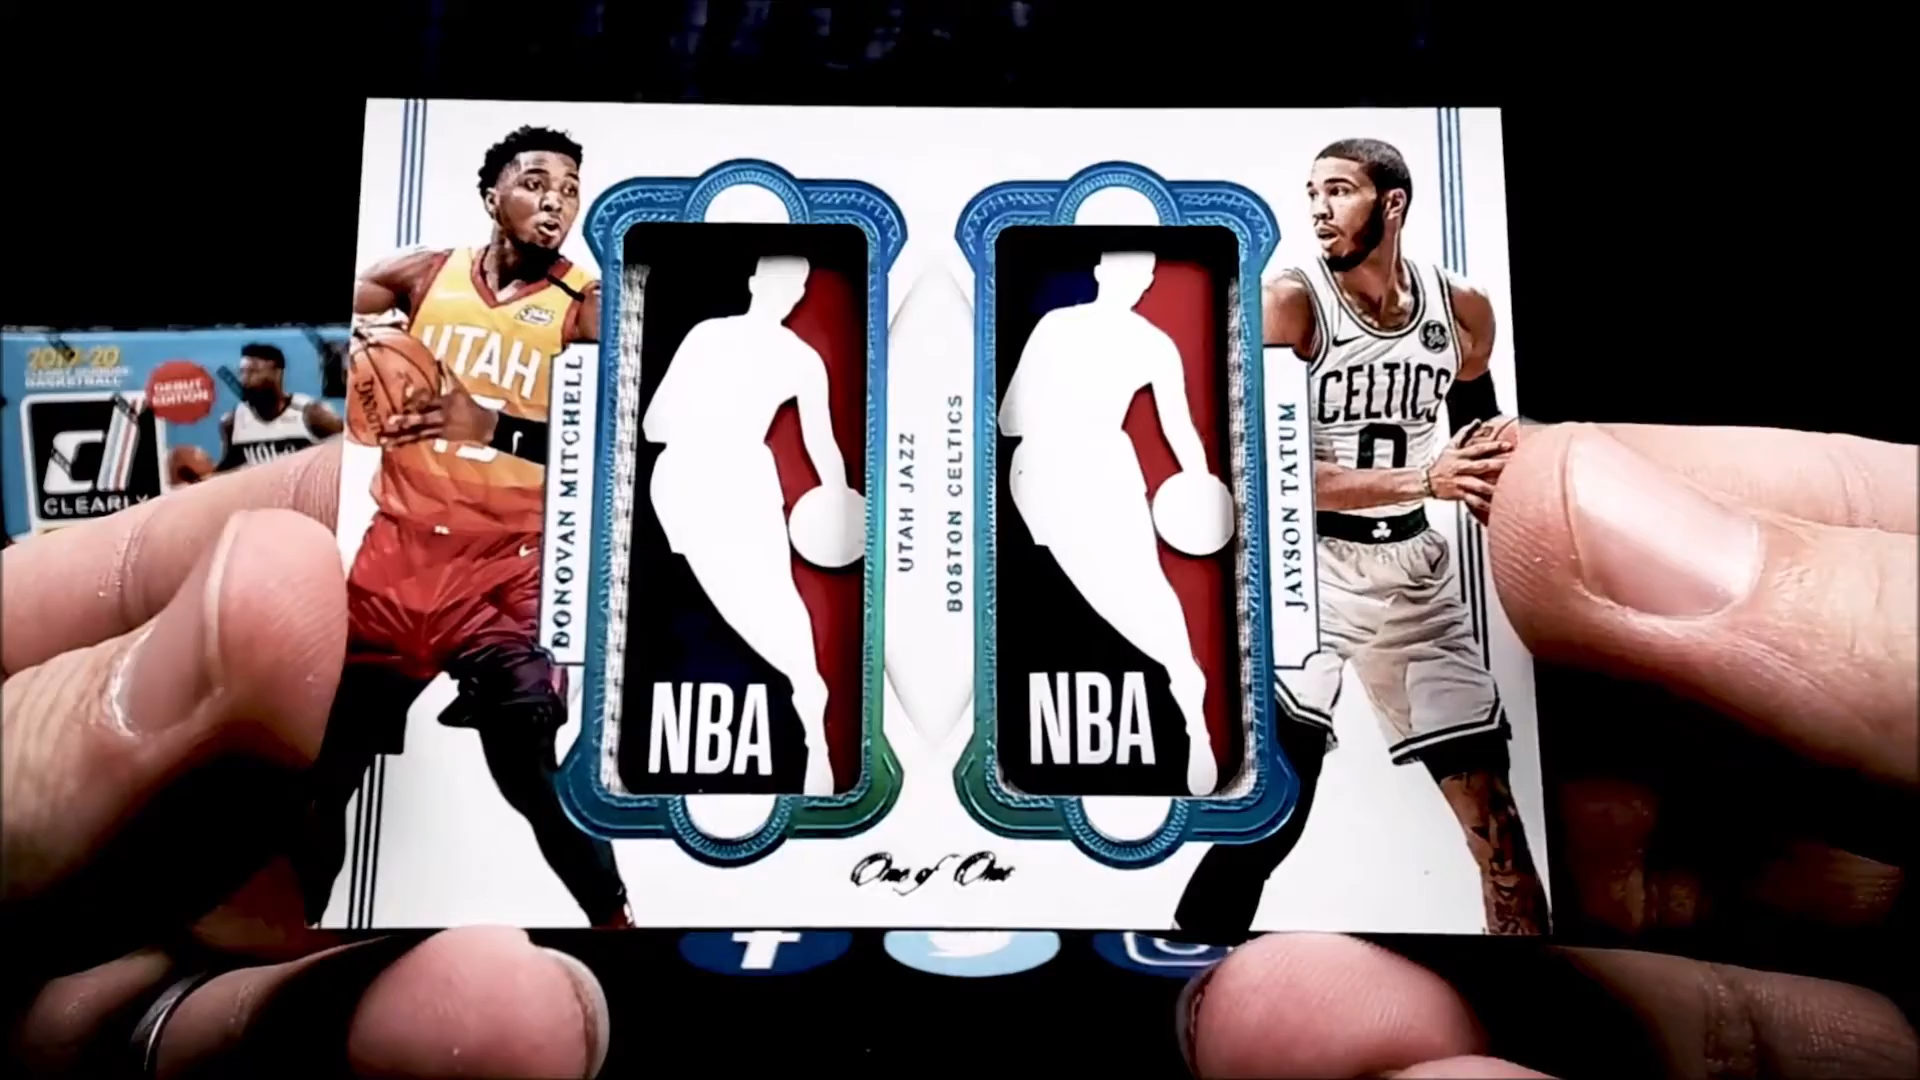 2019-20
BASKETBALL
DEBUT
EDITION
CLEARLY
UTAH
DONOVAN MITCHELL
NBA
UTAH JAZZ
BOSTON CELTICS
NBA
JAYSON TATUM
CELTICS
0
One of One